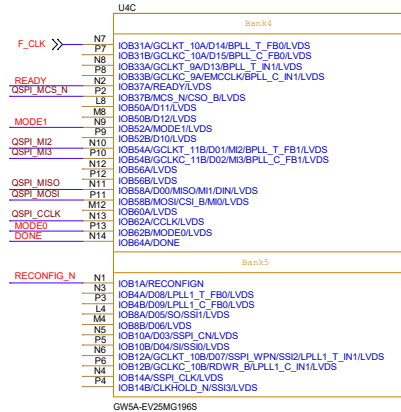 U4C
Bank4
F_CLK N7 IOB31A/GCLKT_10A/D14/BPLL_T_FB0/LVDS
P7 IOB31B/GCLKC_10A/D15/BPLL_C_FB0/LVDS
N8 IOB33A/GCLKT_9A/D13/BPLL_T_IN1/LVDS
P8 IOB33B/GCLKC_9A/EMCCLK/BPLL_C_IN1/LVDS
READY N2 IOB37A/READY/LVDS
QSPI_MCS_N P2 IOB37B/MCS_N/CSO_B/LVDS
L8 IOB50A/D11/LVDS
M8 IOB50B/D12/LVDS
MODE1 N9 IOB52A/MODE1/LVDS
P9 IOB52B/D10/LVDS
QSPI_MI2 N10 IOB54A/GCLKT_11B/D01/MI2/BPLL_T_FB1/LVDS
QSPI_MI3 P10 IOB54B/GCLKC_11B/D02/MI3/BPLL_C_FB1/LVDS
N12 IOB56A/LVDS
P12 IOB56B/LVDS
QSPI_MISO N11 IOB58A/D00/MISO/MI1/DIN/LVDS
QSPI_MOSI P11 IOB58B/MOSI/CSI_B/MI0/LVDS
M12 IOB60A/LVDS
QSPI_CCLK N13 IOB62A/CCLK/LVDS
MODE0 P13 IOB62B/MODE0/LVDS
DONE N14 IOB64A/DONE
Bank5
RECONFIG_N N1 IOB1A/RECONFIGN
N3 IOB4A/D08/LPLL1_T_FB0/LVDS
P3 IOB4B/D09/LPLL1_C_FB0/LVDS
L4 IOB8A/D05/SO/SSI1/LVDS
M4 IOB8B/D06/LVDS
N5 IOB10A/D03/SSPI_CN/LVDS
P5 IOB10B/D04/SI/SSI0/LVDS
N6 IOB12A/GCLKT_10B/D07/SSPI_WPN/SSI2/LPLL1_T_IN1/LVDS
P6 IOB12B/GCLKC_10B/RDWR_B/LPLL1_C_IN1/LVDS
N4 IOB14A/SSPI_CLK/LVDS
P4 IOB14B/CLKHOLD_N/SSI3/LVDS
GW5A-EV25MG196S